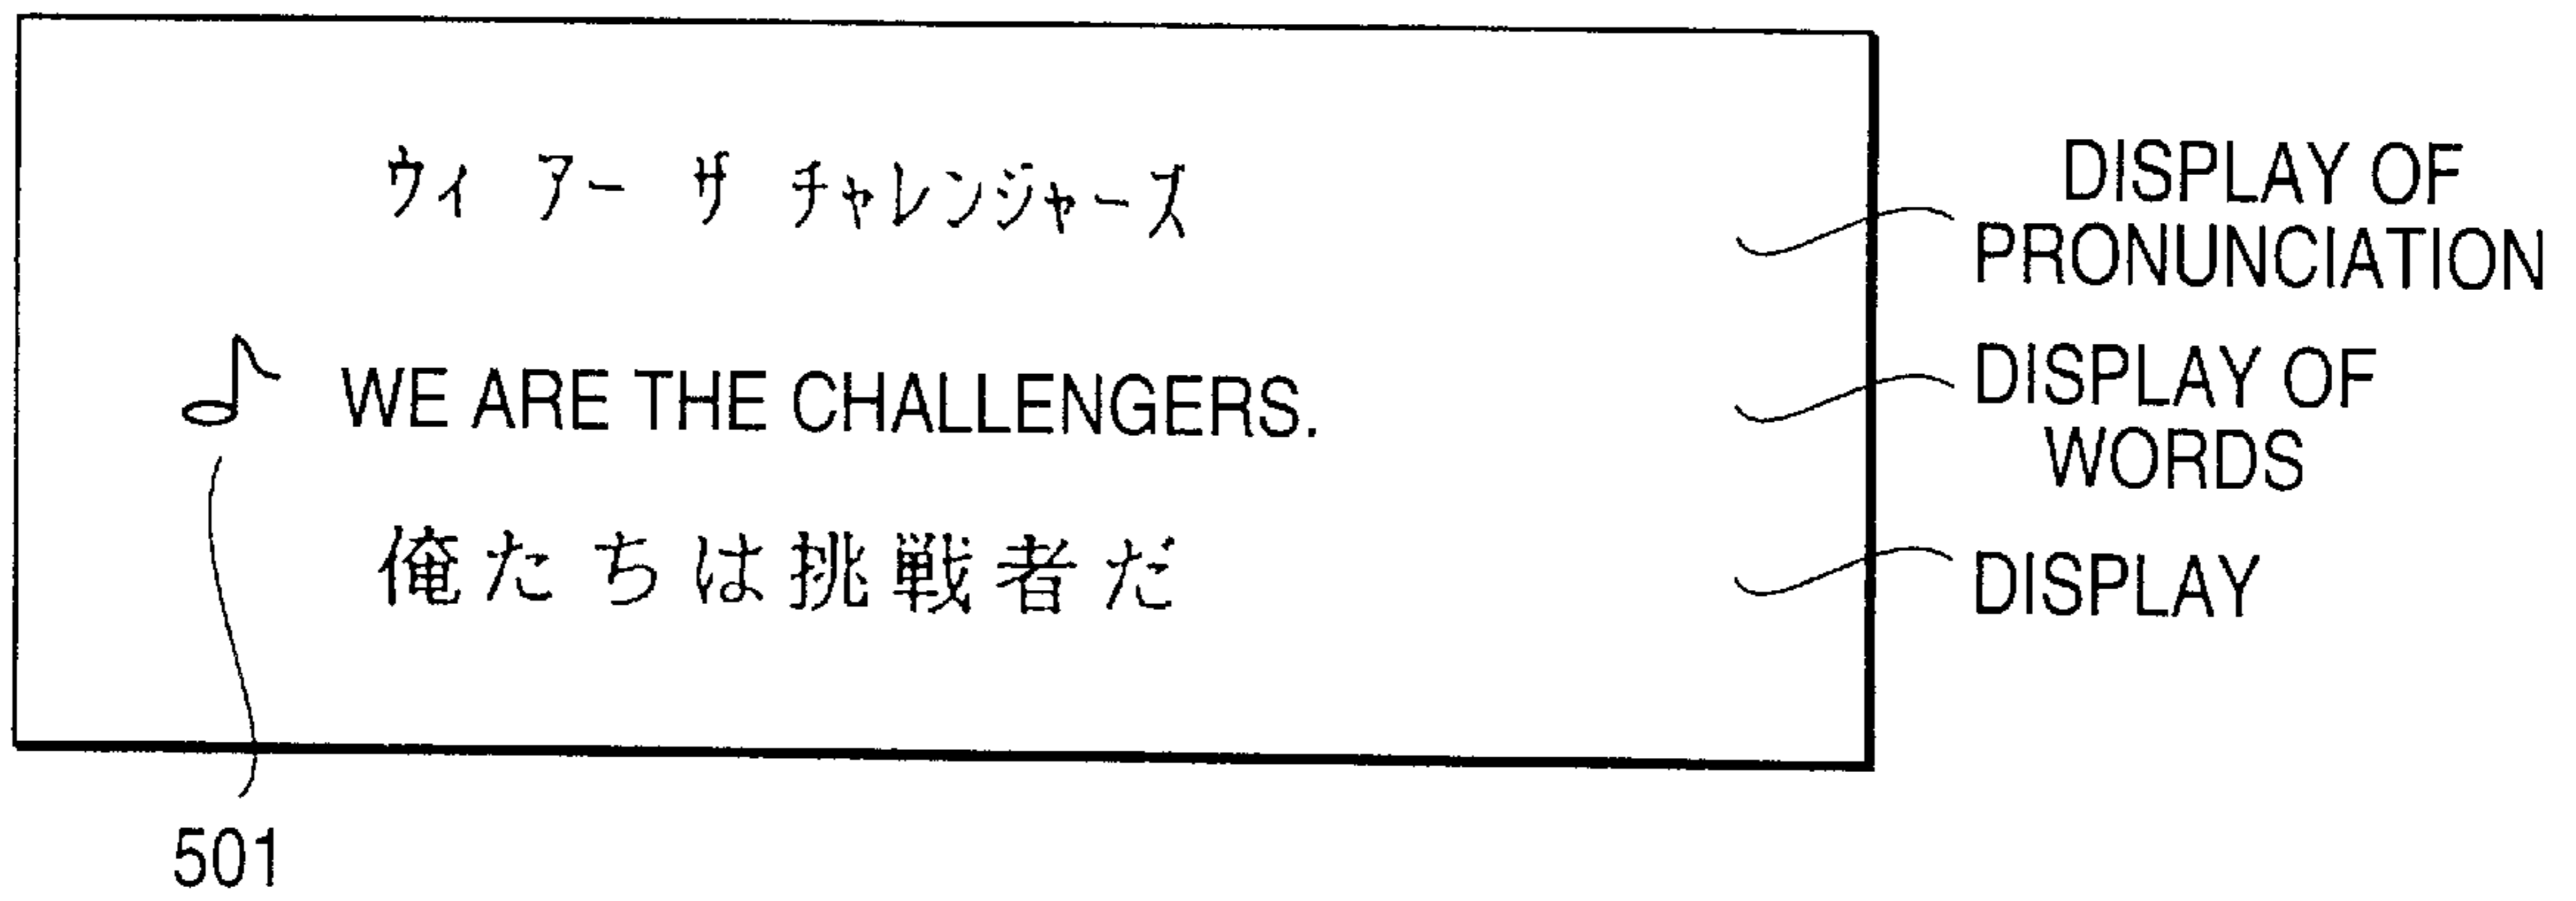 ウィ アー ザ チャレンジャーズ
DISPLAY OF
PRONUNCIATION
♪ WE ARE THE CHALLENGERS.
DISPLAY OF
WORDS
俺たちは挑戦者だ
DISPLAY
501